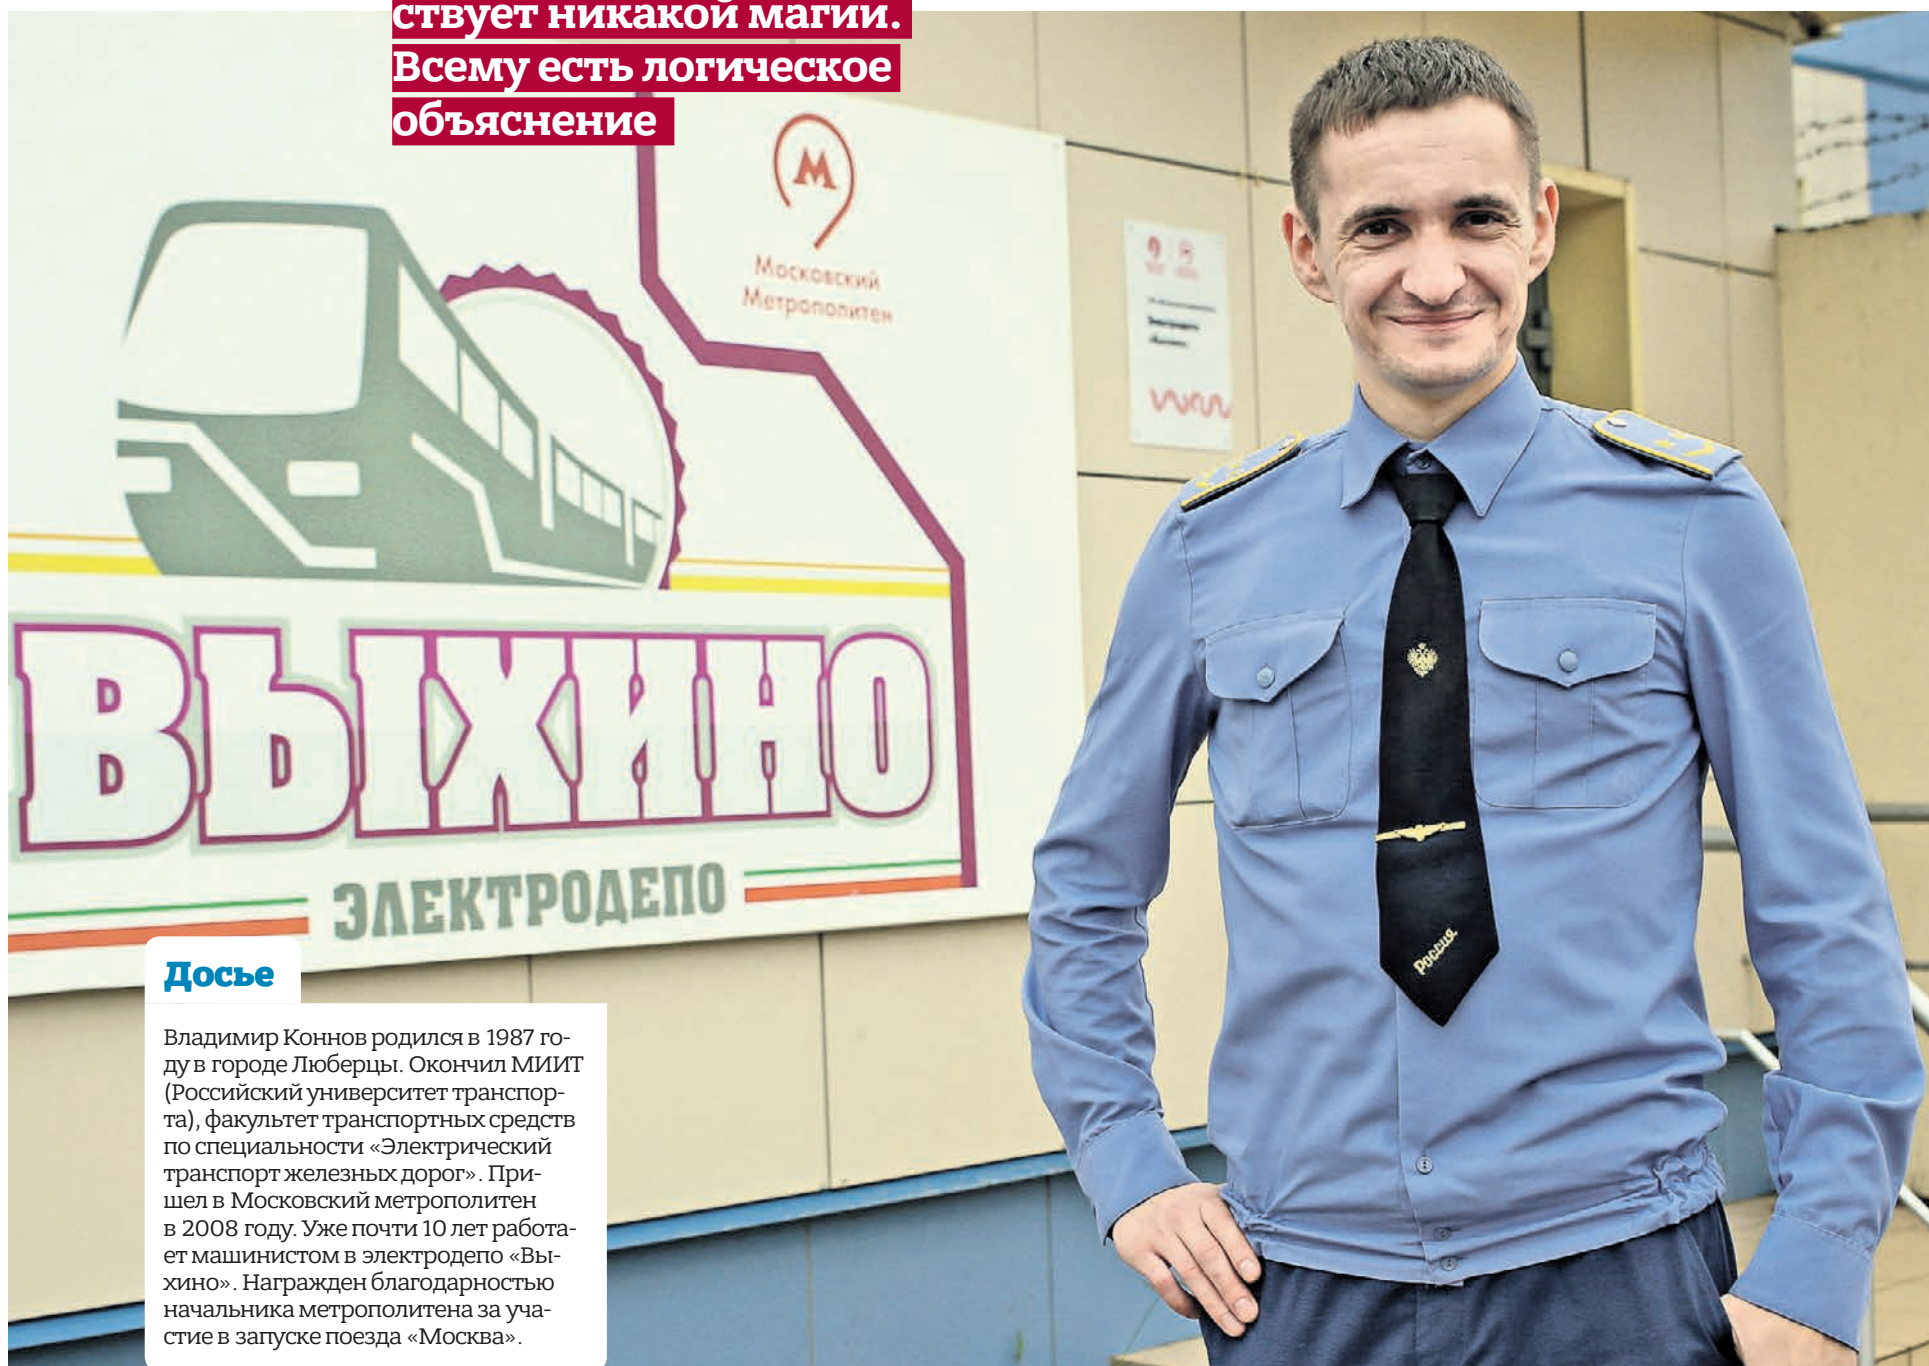 ствует никакой магии.
Всему есть логическое
объяснение
М
Московский
Метрополитен
ВЫХИНО
ЭЛЕКТРОДЕПО
Россия
Досье
Владимир Коннов родился в 1987 го-
ду в городе Люберцы. Окончил МИИТ
(Российский университет транспор-
та), факультет транспортных средств
по специальности «Электрический
транспорт железных дорог». При-
шел в Московский метрополитен
в 2008 году. Уже почти 10 лет работа-
ет машинистом в электродепо «Вы-
хино». Награжден благодарностью
начальника метрополитена за уча-
стие в запуске поезда «Москва».